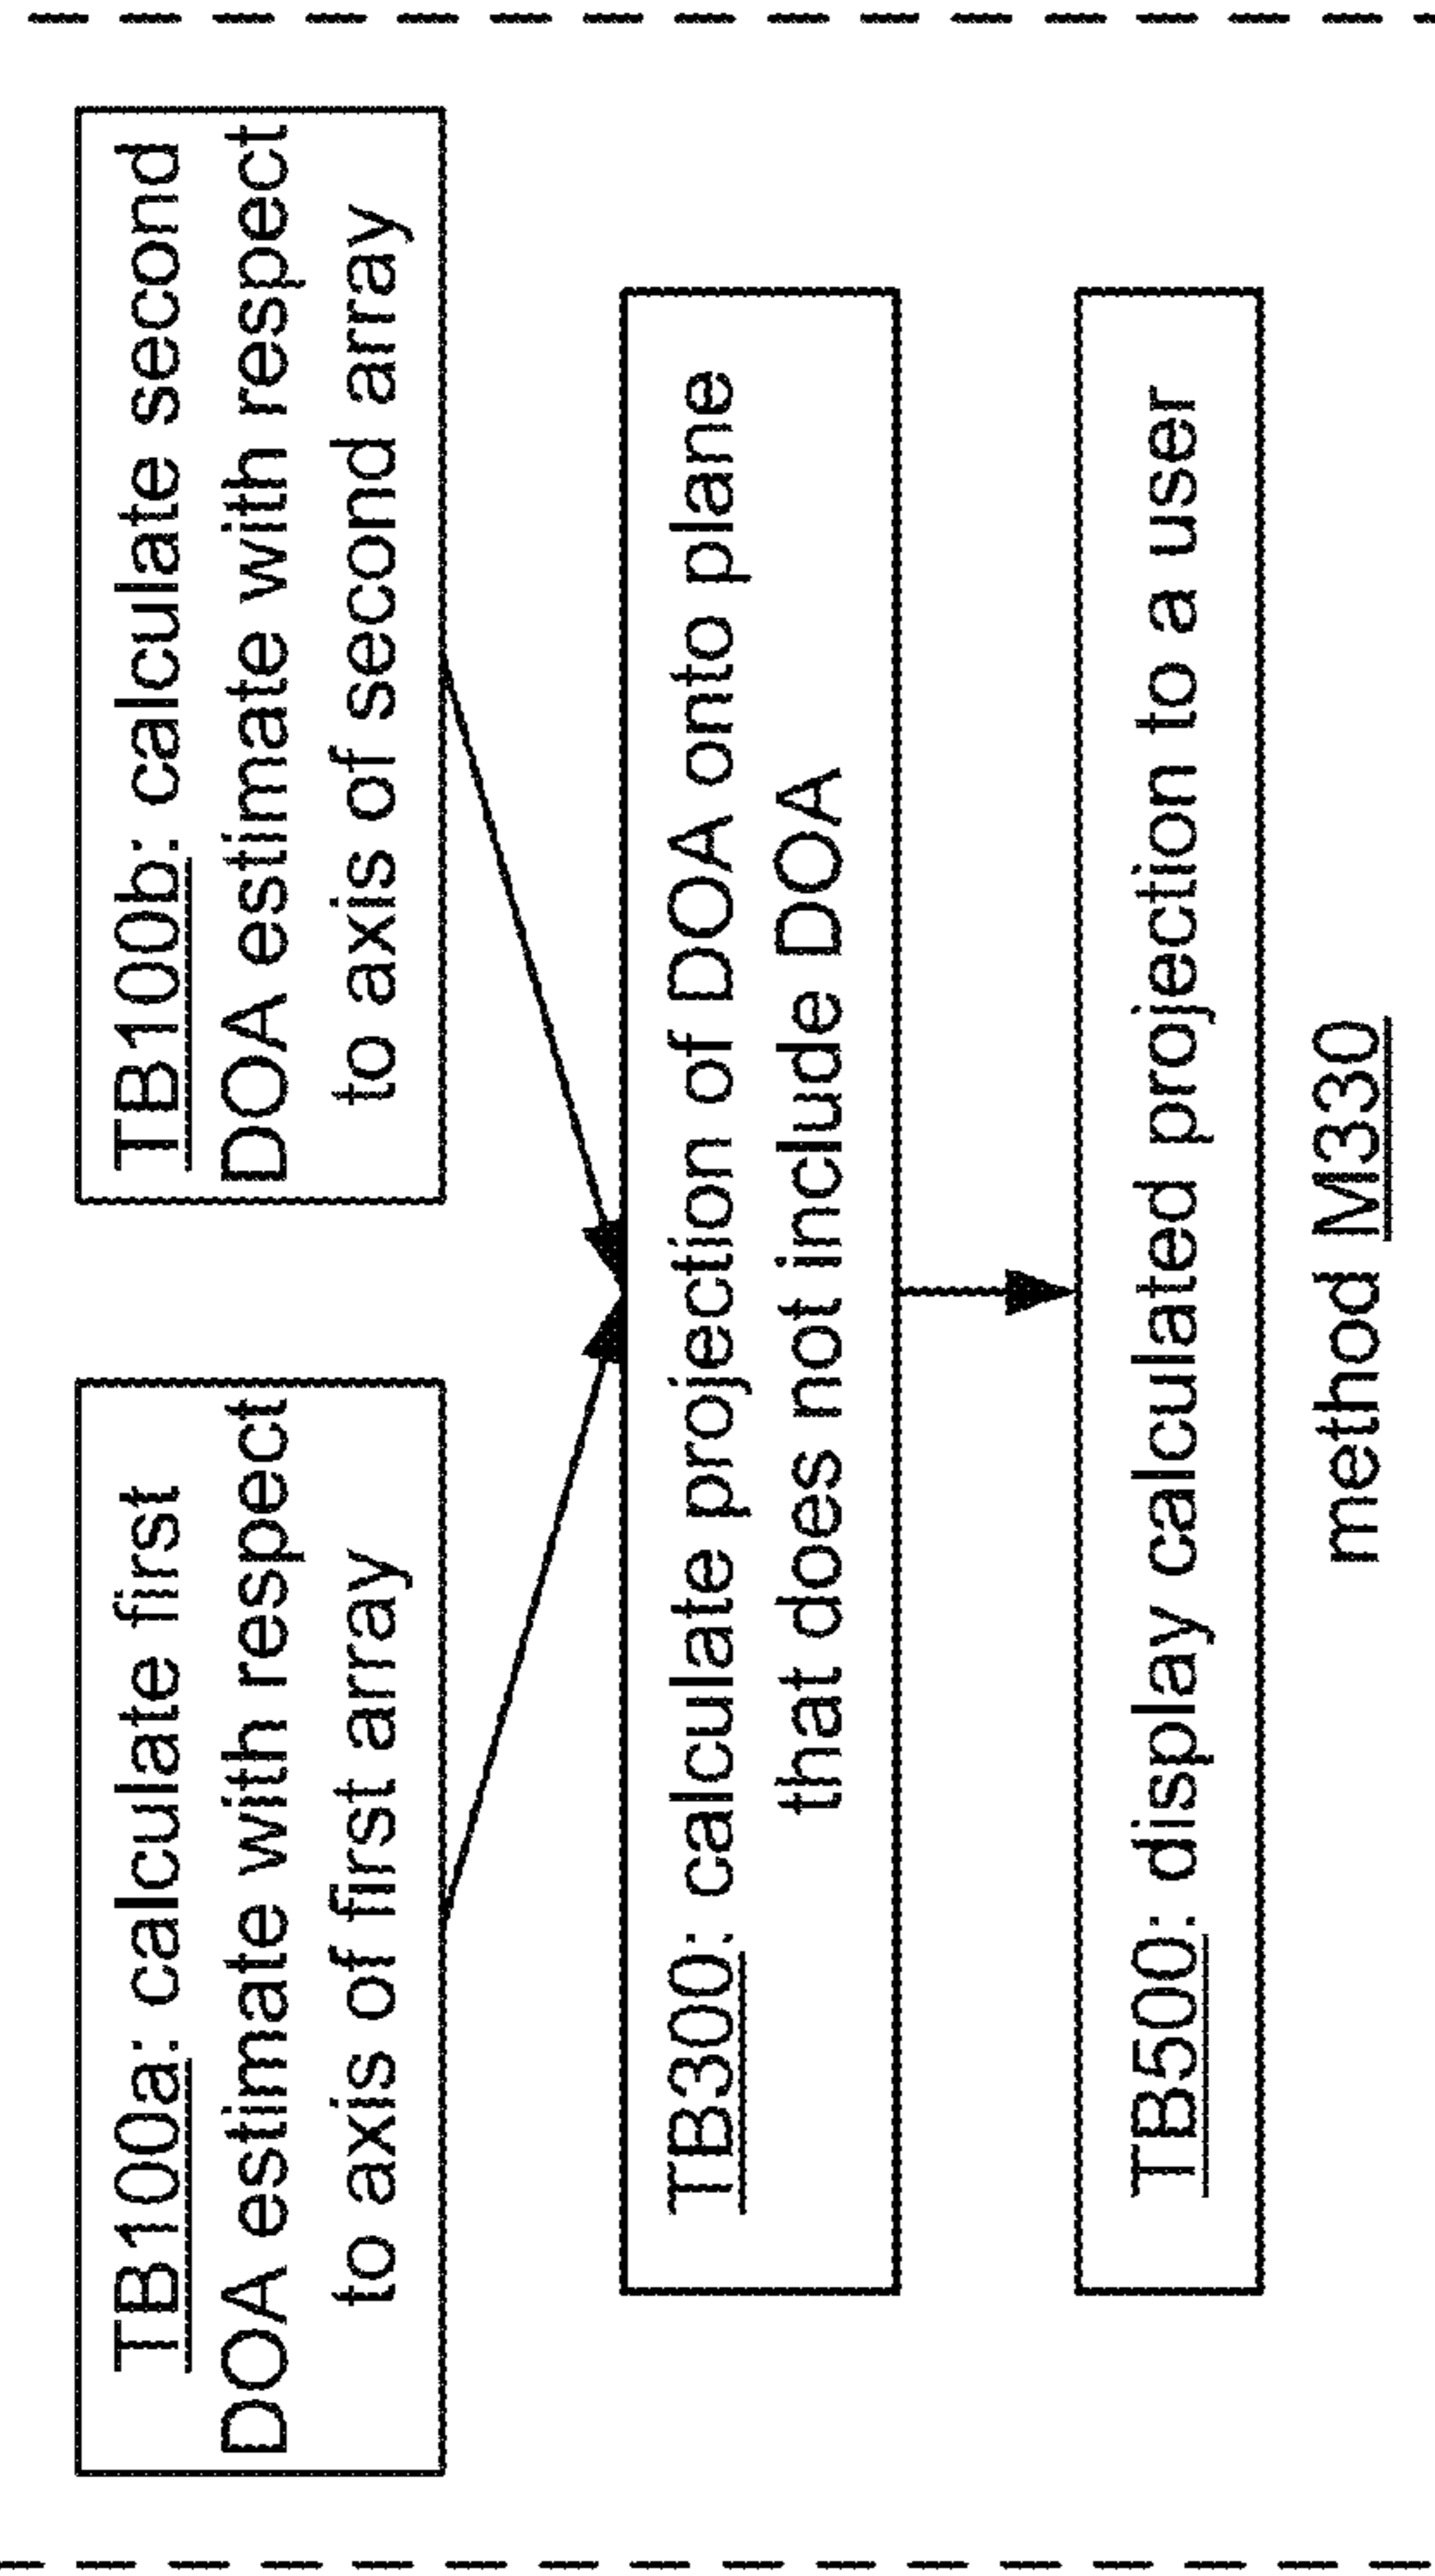 TB100a: calculate first
DOA estimate with respect
to axis of first array
TB100b: calculate second
DOA estimate with respect
to axis of second array
TB300: calculate projection of DOA onto plane
that does not include DOA
TB500: display calculated projection to a user
method M330